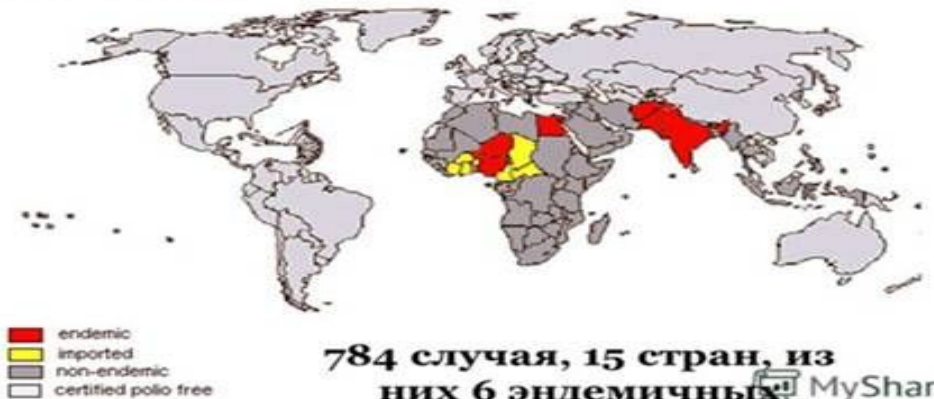 endemic
imported
non-endemic
certified polio free
784 случая, 15 стран, из
них 6 эндемичных
MyShar